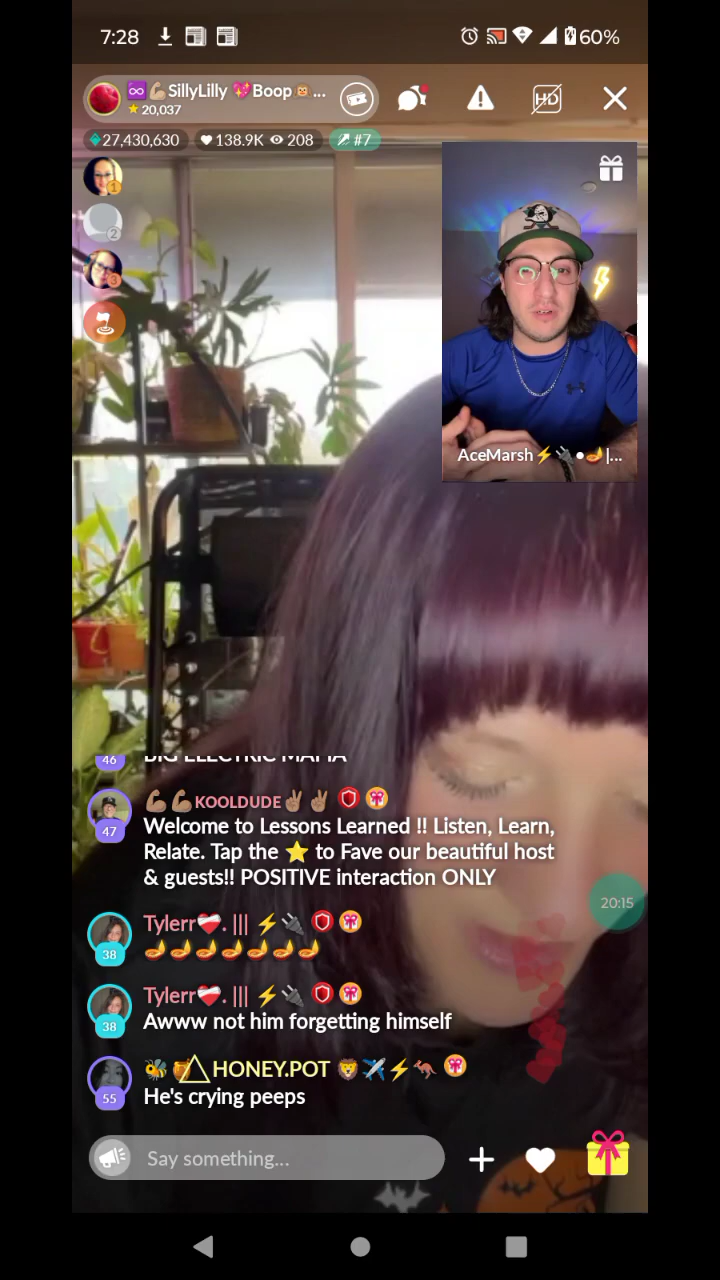 7:28
60%
♾️💪🏽SillyLilly 💖Boop🐵...
⭐ 20,037
HD
27,430,630 138.9K 208 #7
1
2
3
AceMarsh⚡🔌●🪔|...
46
BIG ELECTRIC MAFIA
💪🏽💪🏽KOOLDUDE✌🏽✌🏽
47
Welcome to Lessons Learned !! Listen, Learn,
Relate. Tap the ⭐ to Fave our beautiful host
& guests!! POSITIVE interaction ONLY
20:15
Tylerr❤️‍🩹. ||| ⚡🔌
38
🪔🪔🪔🪔🪔🪔🪔
Tylerr❤️‍🩹. ||| ⚡🔌
38
Awww not him forgetting himself
🐝🍯△HONEY.POT 🦁✈️⚡🦘
55
He's crying peeps
Say something...